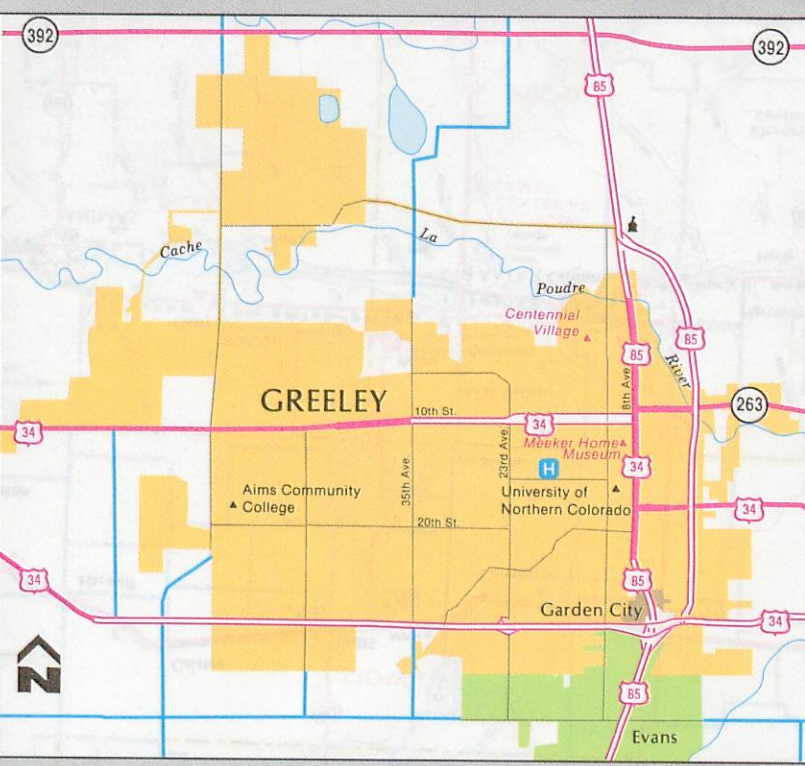 392
392
85
Cache
La
Poudre
Centennial
Village
85
85
River
8th Ave.
GREELEY
10th St.
263
34
34
Meeker Home
Museum
23rd Ave.
H
34
35th Ave
Aims Community
College
University of
Northern Colorado
34
20th St.
34
85
Garden City
34
N
85
Evans